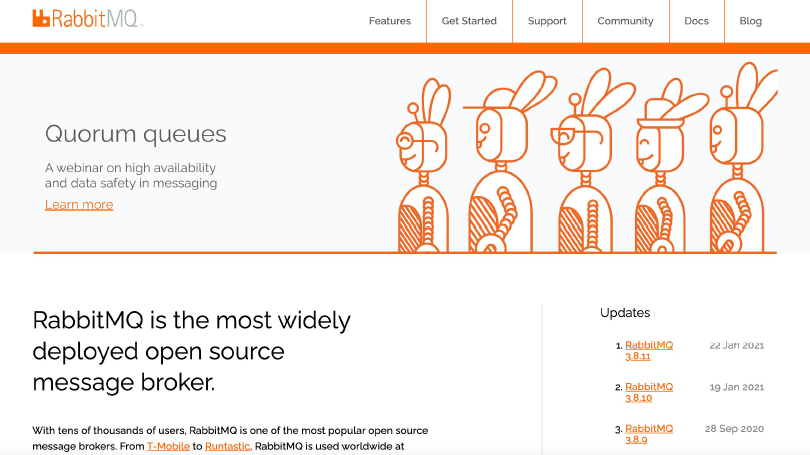 RabbitMQ
Features
Get Started
Support
Community
Docs
Blog
Quorum queues
A webinar on high availability
and data safety in messaging
Learn more
RabbitMQ is the most widely
deployed open source
message broker.
With tens of thousands of users, RabbitMQ is one of the most popular open source
message brokers. From T-Mobile to Runtastic, RabbitMQ is used worldwide at
Updates
1. RabbitMQ 22 Jan 2021
3.8.11
2. RabbitMQ 19 Jan 2021
3.8.10
3. RabbitMQ 28 Sep 2020
3.8.9